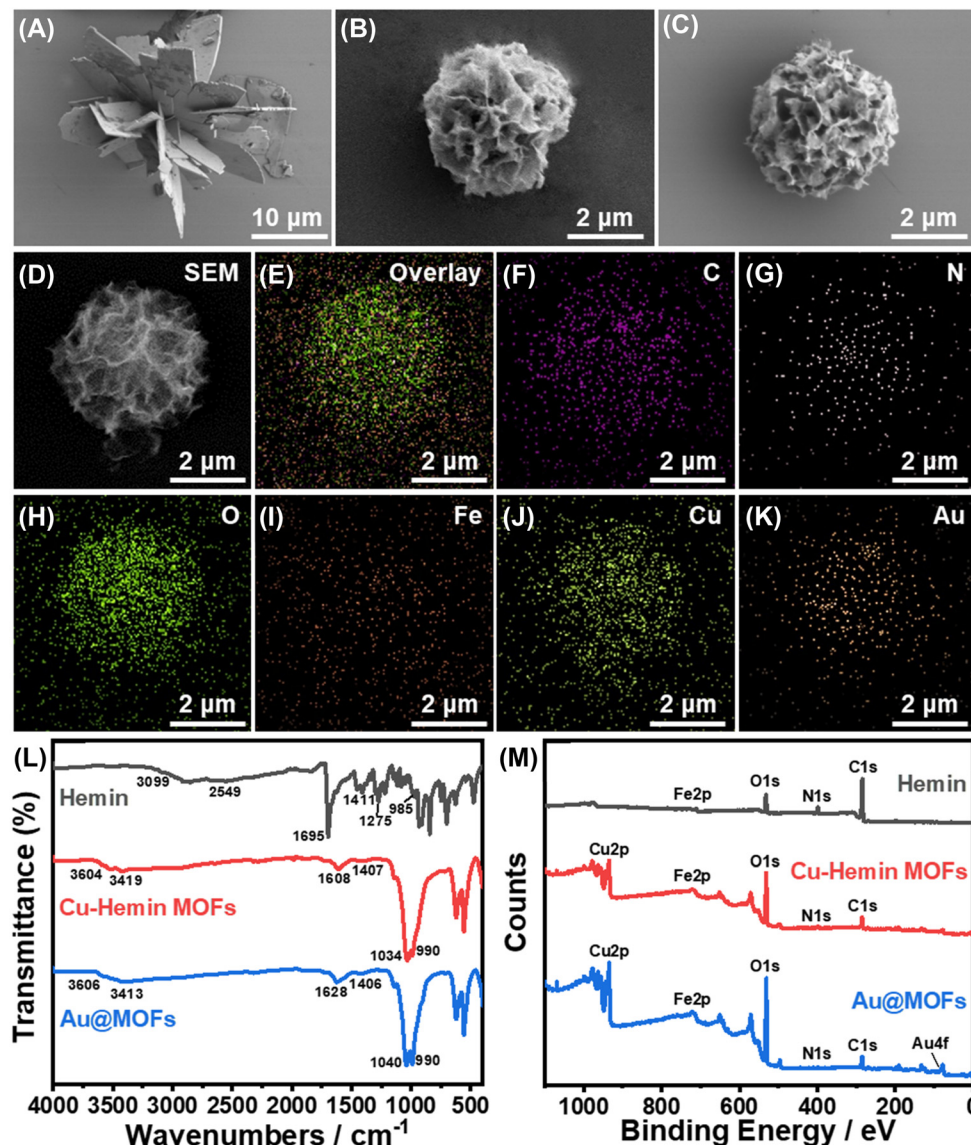 (A)
10 µm
(B)
2 µm
(C)
2 µm
(D)
SEM
2 µm
(E)
Overlay
2 µm
(F)
C
2 µm
(G)
N
2 µm
(H)
O
2 µm
(I)
Fe
2 µm
(J)
Cu
2 µm
(K)
Au
2 µm
(L)
Transmittance (%)
3099
2549
Hemin
1695
1411
1275
985
3604
3419
1608
1407
Cu-Hemin MOFs
1034
990
3606
3413
1628
1406
Au@MOFs
1040
990
4000 3500 3000 2500 2000 1500 1000 500
Wavenumbers / cm⁻¹
(M)
Counts
Fe2p
O1s
N1s
C1s
Hemin
Cu2p
Fe2p
O1s
Cu-Hemin MOFs
N1s
C1s
Cu2p
Fe2p
O1s
Au@MOFs
N1s
C1s
Au4f
1000 800 600 400 200 0
Binding Energy / eV